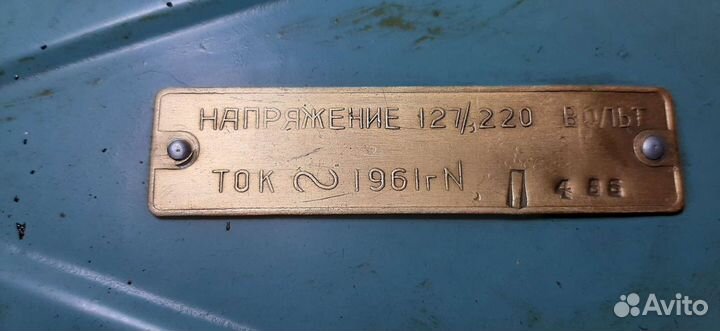 НАПРЯЖЕНИЕ 127/220 ВОЛЬТ
ТОК ~ 1961г N П 486
Avito